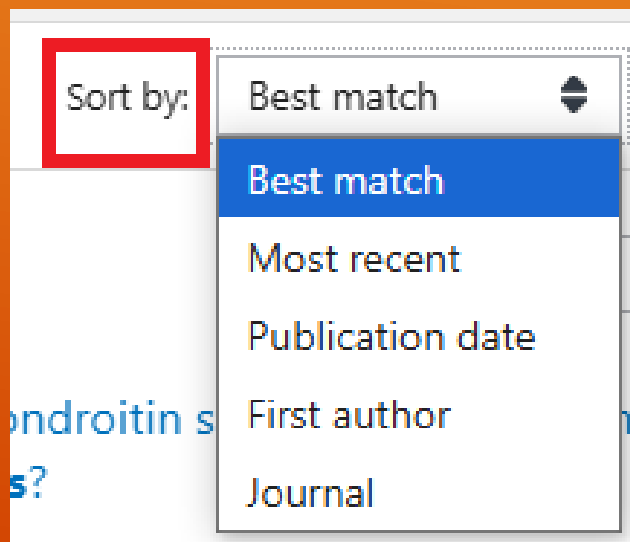 Sort by: Best match
Best match
Most recent
Publication date
First author
ondroitin s
Journal
s?